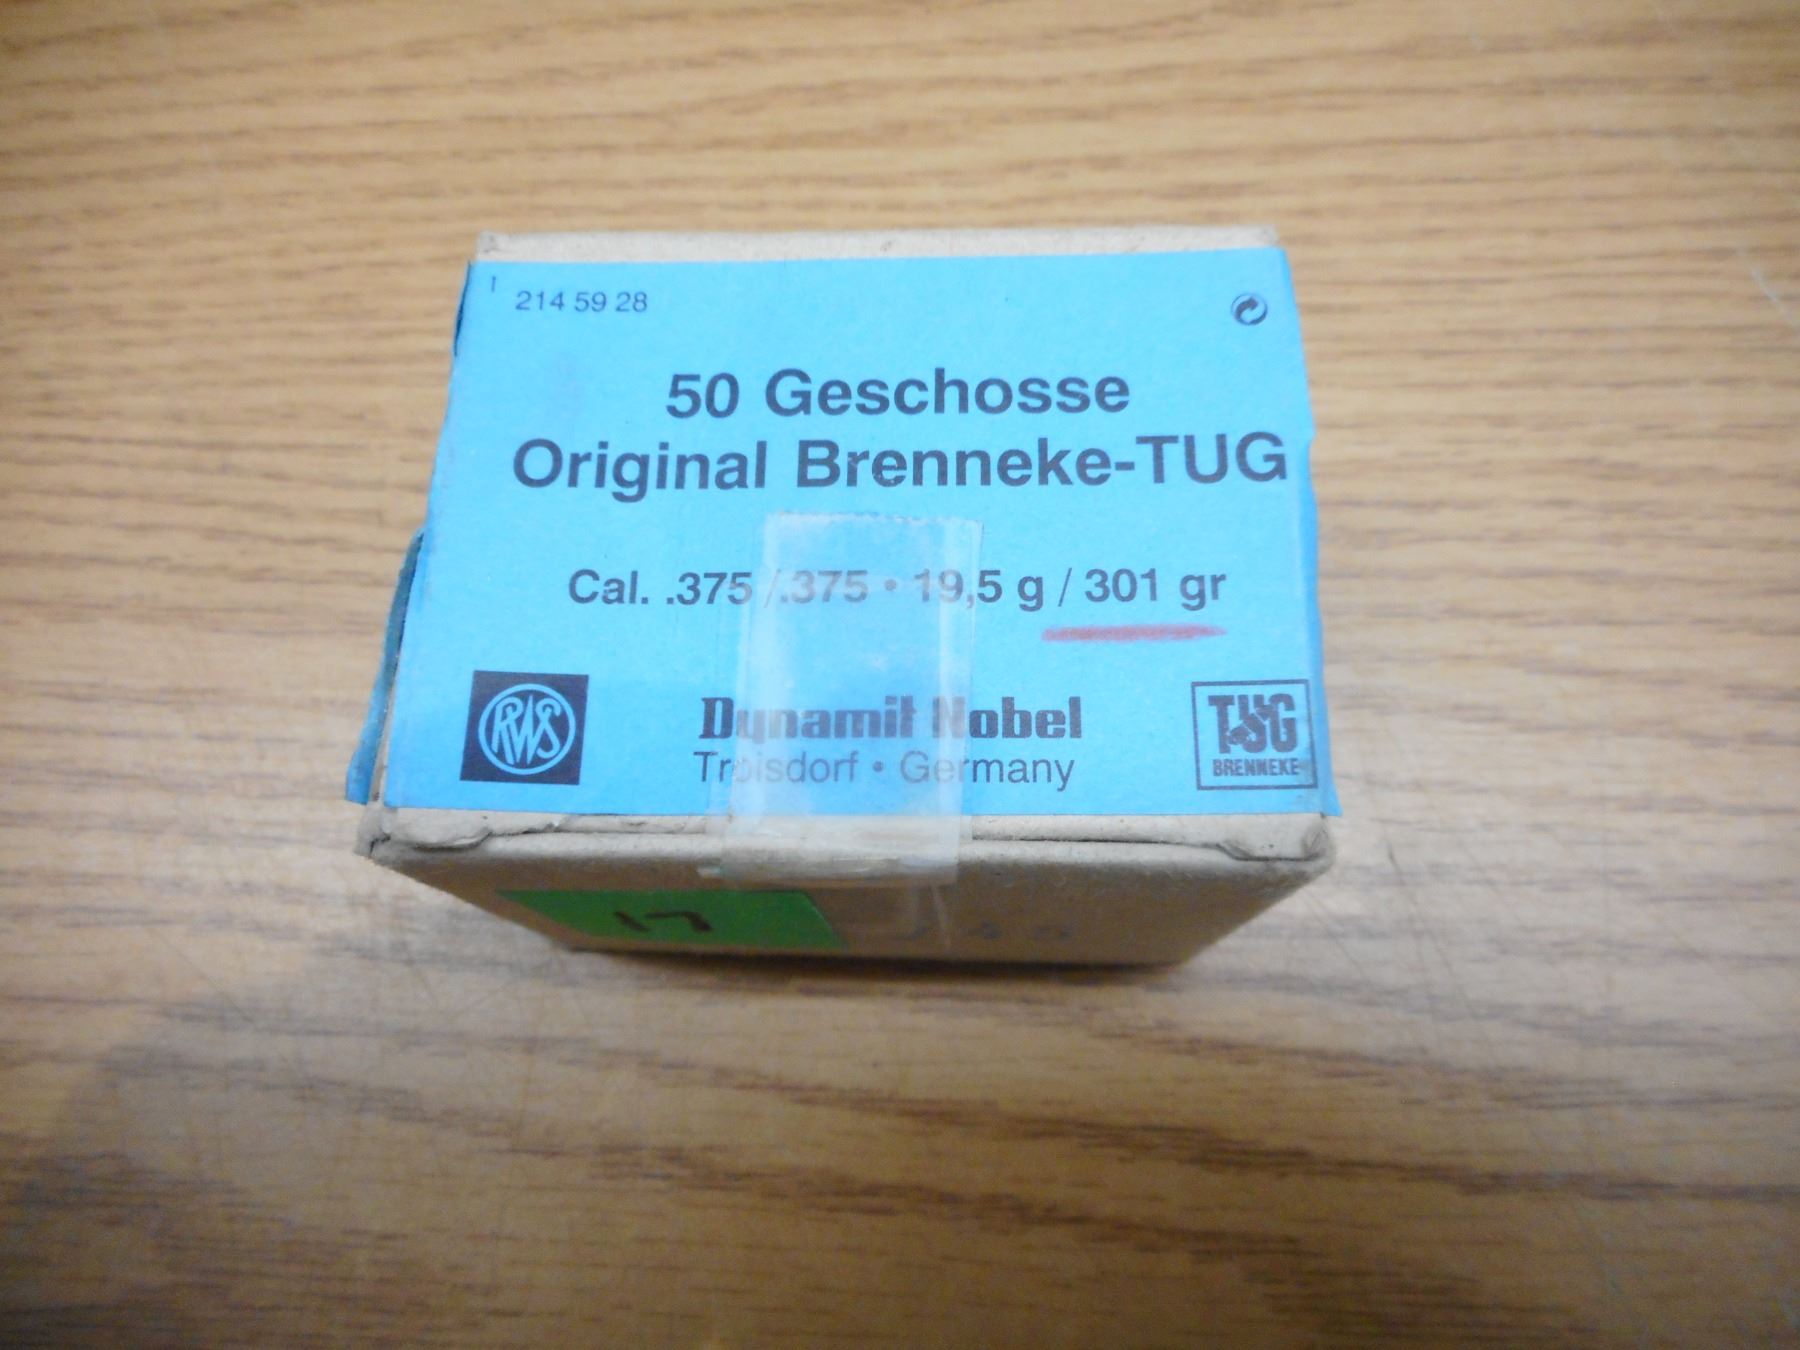 214 59 28
50 Geschosse
Original Brenneke-TUG
Cal. .375 /.375 • 19,5 g / 301 gr
RWS
Dynamit Nobel
Troisdorf • Germany
TUG
BRENNEKE
17